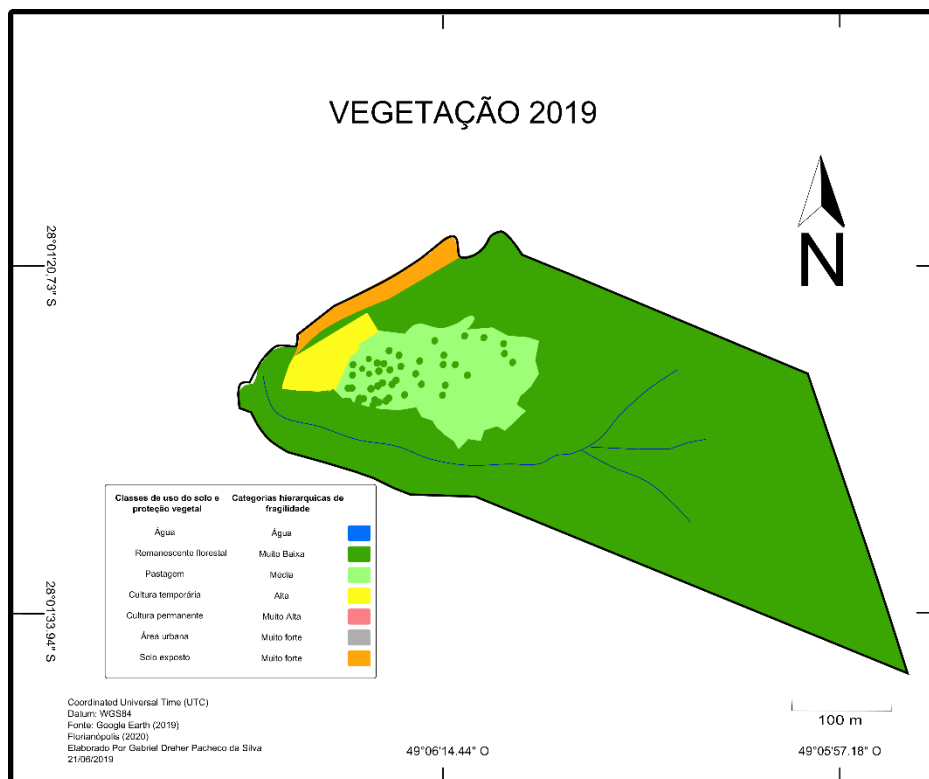 VEGETAÇÃO 2019
N
28°01'20.73" S
28°01'33.94" S
Classes de uso do solo e proteção vegetal Categorias hierarquicas de fragilidade
Água Água
Remanescente florestal Muito Baixa
Pastagem Média
Cultura temporária Alta
Cultura permanente Muito Alta
Área urbana Muito forte
Solo exposto Muito forte
Coordinated Universal Time (UTC)
Datum: WGS84
Fonte: Google Earth (2019)
Florianópolis (2020)
Elaborado Por Gabriel Dreher Pacheco da Silva
21/06/2019
49°06'14.44" O
49°05'57.18" O
100 m